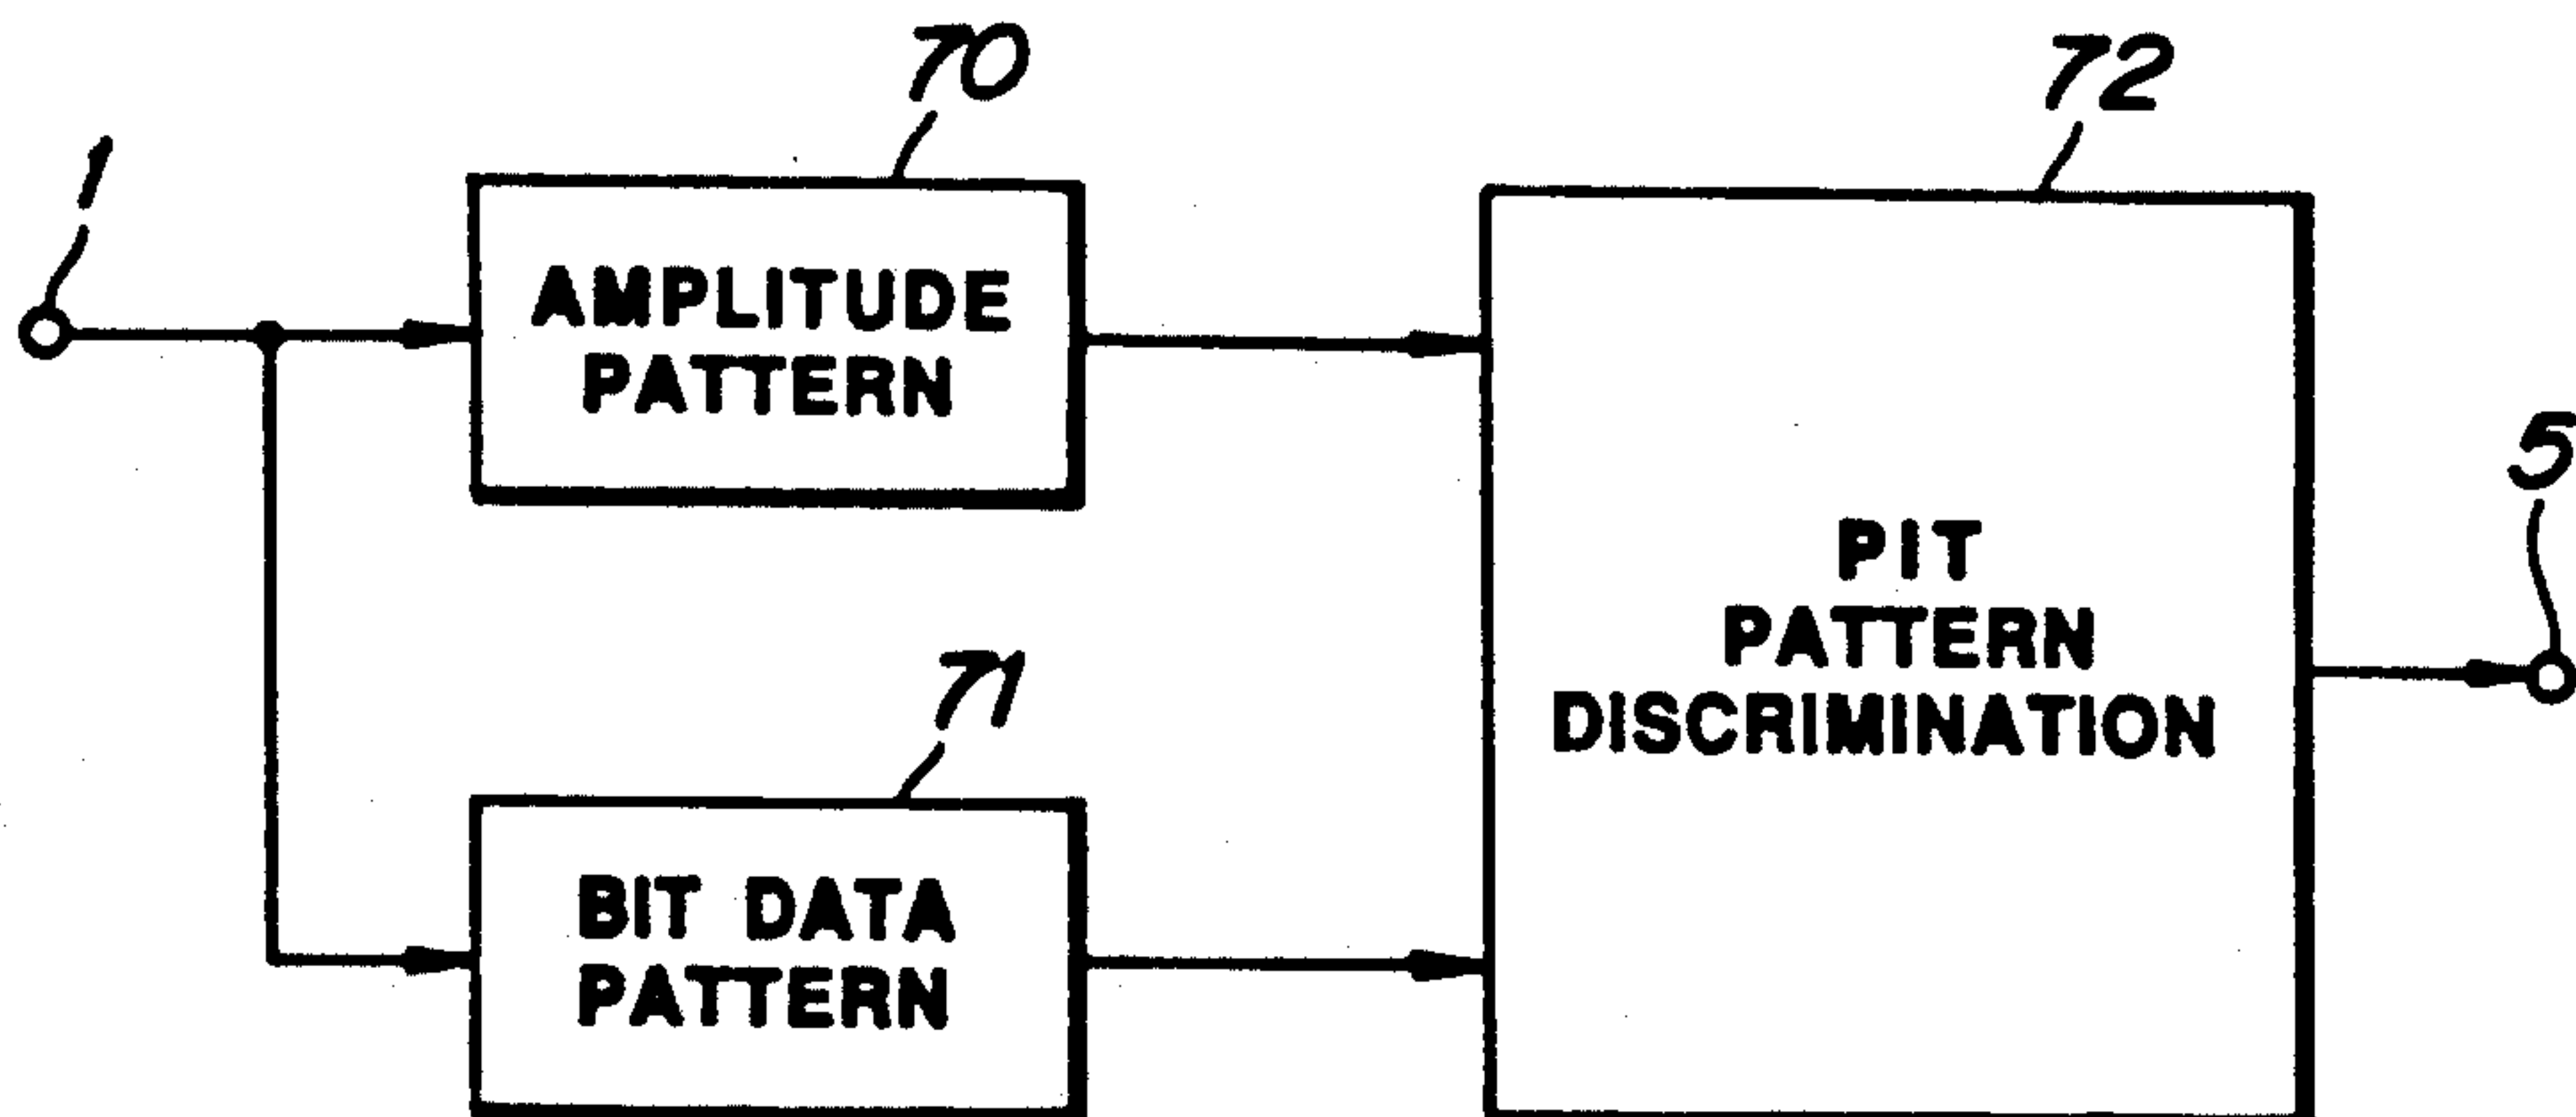 70
72
1
AMPLITUDE
PATTERN
5
PIT
PATTERN
DISCRIMINATION
71
BIT DATA
PATTERN